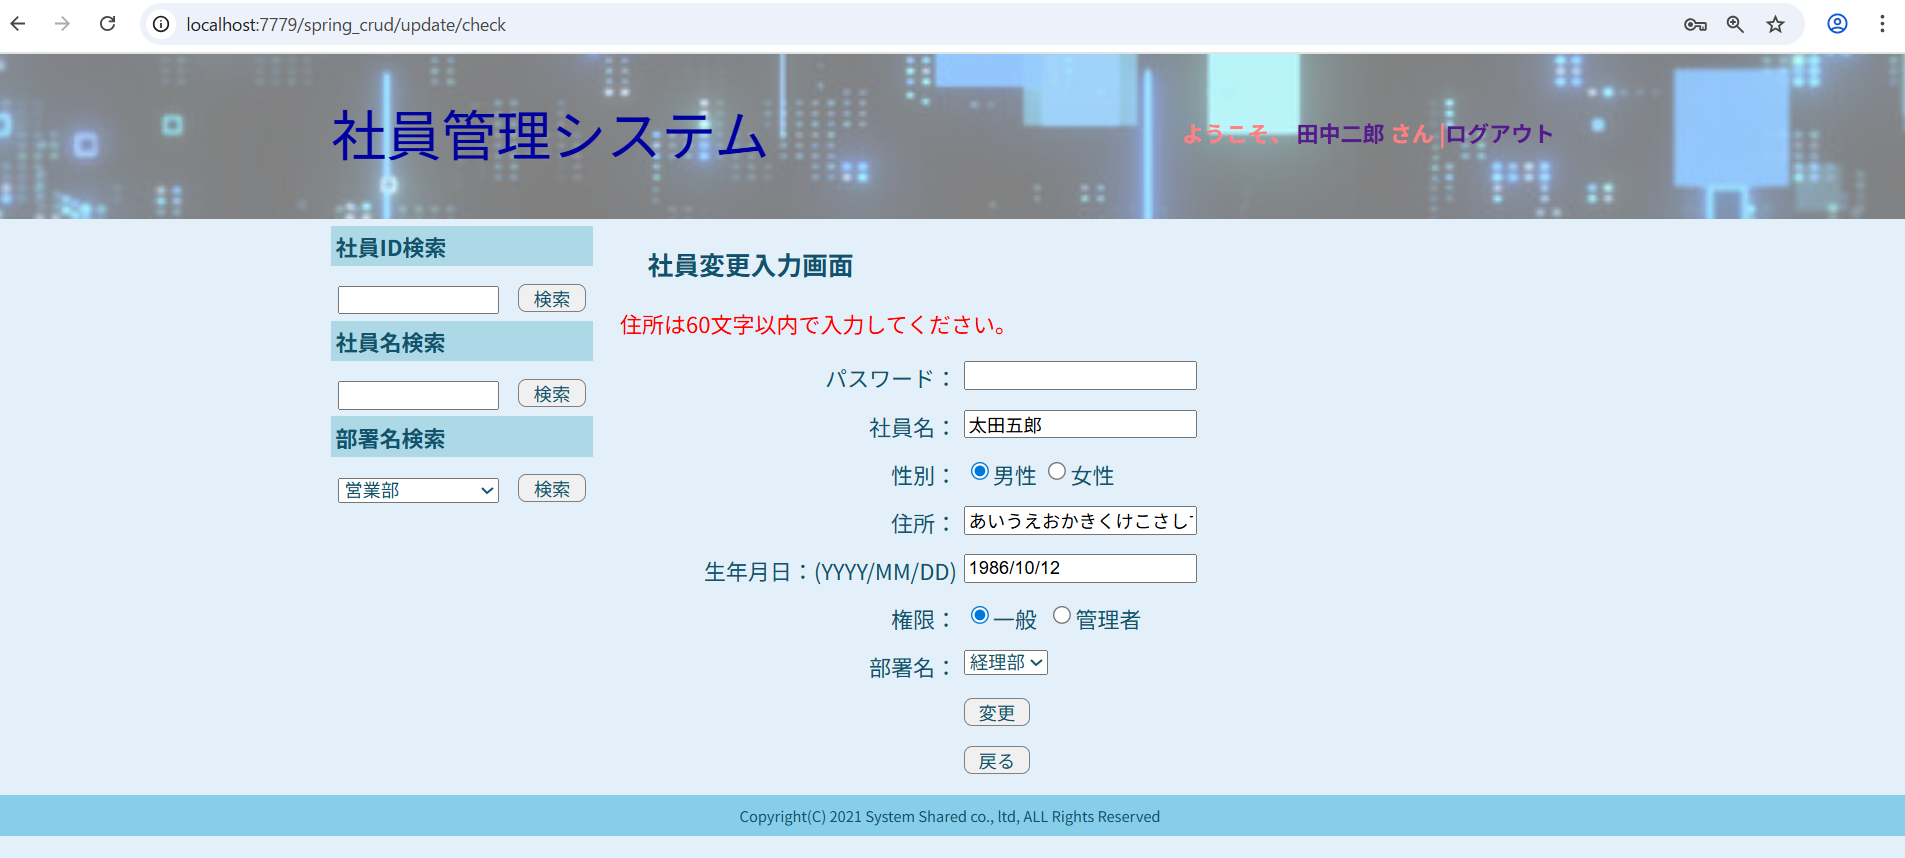 localhost:7779/spring_crud/update/check
社員管理システム
ようこそ、 田中二郎 さん |ログアウト
社員ID検索
検索
社員名検索
検索
部署名検索
営業部 検索
社員変更入力画面
住所は60文字以内で入力してください。
パスワード：
社員名： 太田五郎
性別： 男性 女性
住所： あいうえおかきくけこさし
生年月日：(YYYY/MM/DD) 1986/10/12
権限： 一般 管理者
部署名： 経理部
変更
戻る
Copyright(C) 2021 System Shared co., ltd, ALL Rights Reserved